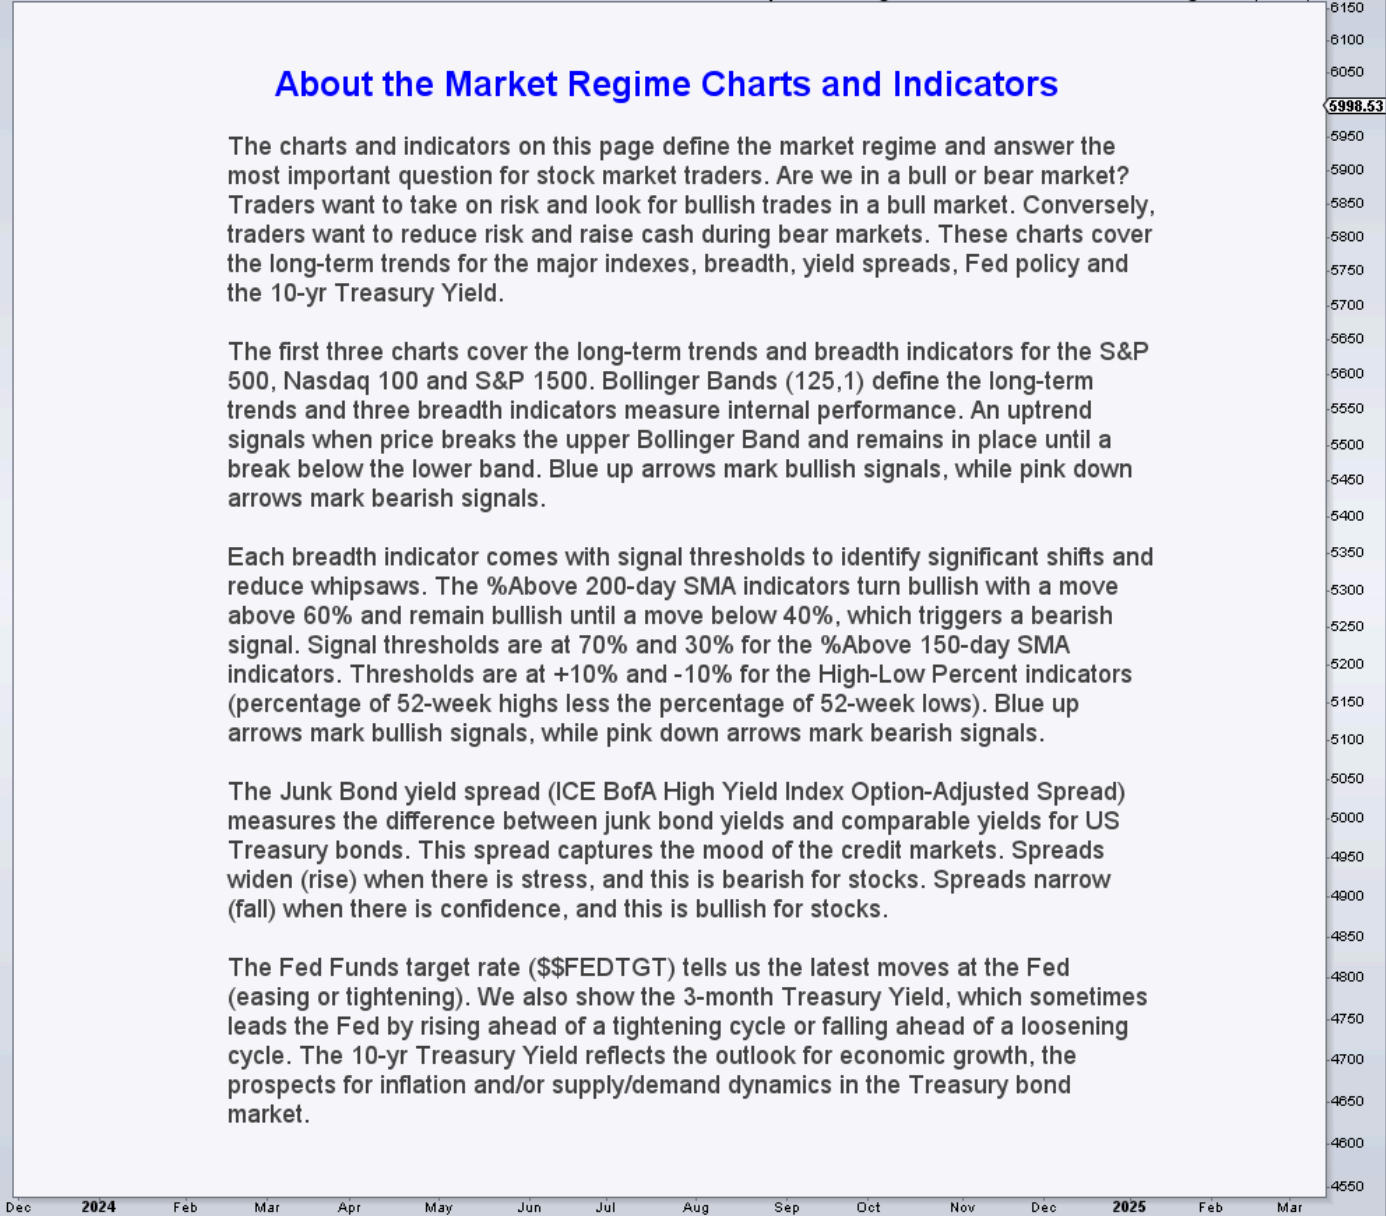 About the Market Regime Charts and Indicators
The charts and indicators on this page define the market regime and answer the
most important question for stock market traders. Are we in a bull or bear market?
Traders want to take on risk and look for bullish trades in a bull market. Conversely,
traders want to reduce risk and raise cash during bear markets. These charts cover
the long-term trends for the major indexes, breadth, yield spreads, Fed policy and
the 10-yr Treasury Yield.
The first three charts cover the long-term trends and breadth indicators for the S&P
500, Nasdaq 100 and S&P 1500. Bollinger Bands (125,1) define the long-term
trends and three breadth indicators measure internal performance. An uptrend
signals when price breaks the upper Bollinger Band and remains in place until a
break below the lower band. Blue up arrows mark bullish signals, while pink down
arrows mark bearish signals.
Each breadth indicator comes with signal thresholds to identify significant shifts and
reduce whipsaws. The %Above 200-day SMA indicators turn bullish with a move
above 60% and remain bullish until a move below 40%, which triggers a bearish
signal. Signal thresholds are at 70% and 30% for the %Above 150-day SMA
indicators. Thresholds are at +10% and -10% for the High-Low Percent indicators
(percentage of 52-week highs less the percentage of 52-week lows). Blue up
arrows mark bullish signals, while pink down arrows mark bearish signals.
The Junk Bond yield spread (ICE BofA High Yield Index Option-Adjusted Spread)
measures the difference between junk bond yields and comparable yields for US
Treasury bonds. This spread captures the mood of the credit markets. Spreads
widen (rise) when there is stress, and this is bearish for stocks. Spreads narrow
(fall) when there is confidence, and this is bullish for stocks.
The Fed Funds target rate ($$FEDTGT) tells us the latest moves at the Fed
(easing or tightening). We also show the 3-month Treasury Yield, which sometimes
leads the Fed by rising ahead of a tightening cycle or falling ahead of a loosening
cycle. The 10-yr Treasury Yield reflects the outlook for economic growth, the
prospects for inflation and/or supply/demand dynamics in the Treasury bond
market.
6150
6100
6050
5998.53
5950
5900
5850
5800
5750
5700
5650
5600
5550
5500
5450
5400
5350
5300
5250
5200
5150
5100
5050
5000
4950
4900
4850
4800
4750
4700
4650
4600
4550
Dec 2024 Feb Mar Apr May Jun Jul Aug Sep Oct Nov Dec 2025 Feb Mar